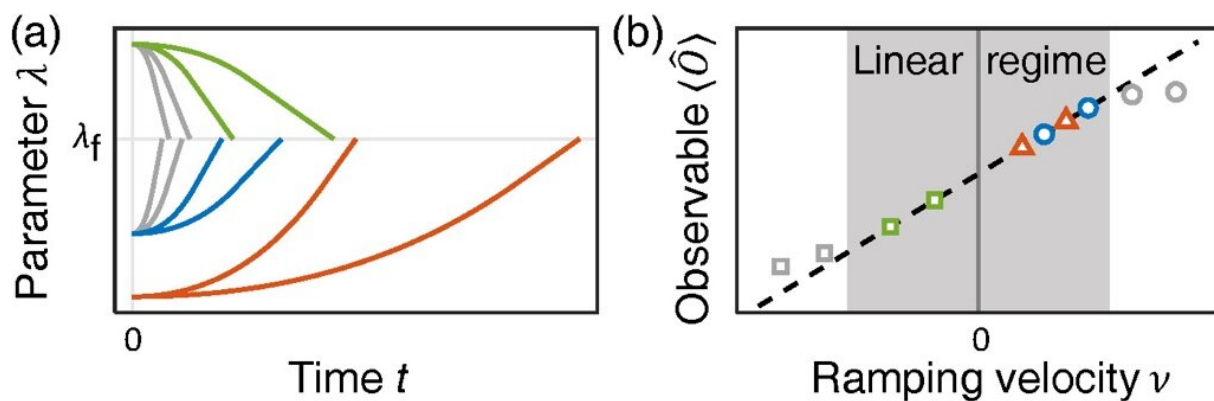 (a)
Parameter λ
λf
0
Time t
(b)
Observable ⟨Ô⟩
Linear regime
0
Ramping velocity v